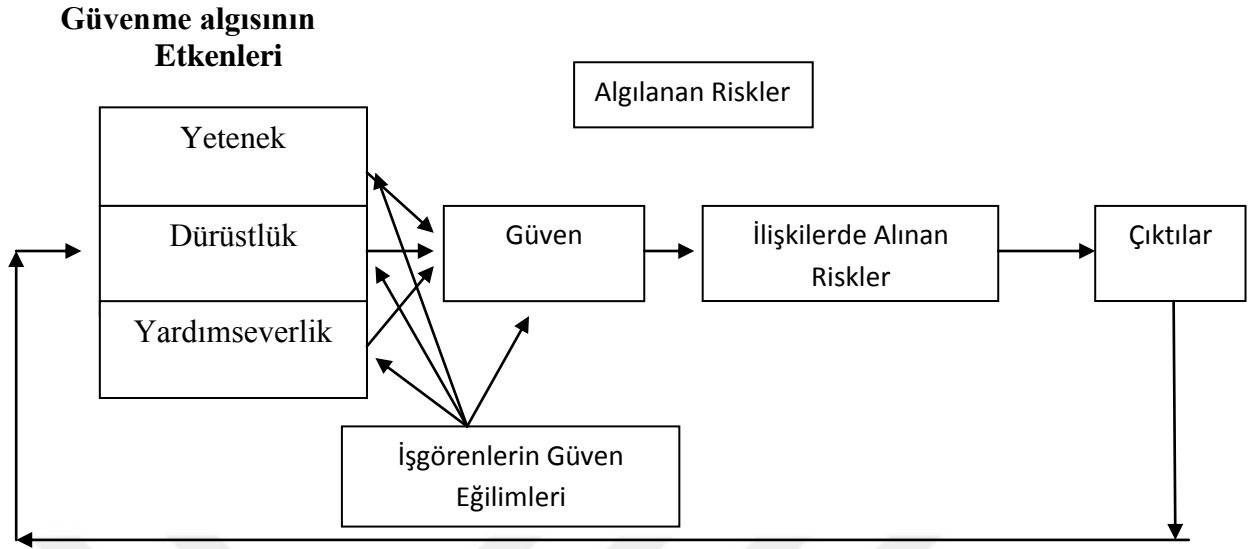 Güvenme algısının
Etkenleri
Algılanan Riskler
Yetenek
Dürüstlük
Yardımseverlik
Güven
İlişkilerde Alınan
Riskler
Çıktılar
İşgörenlerin Güven
Eğilimleri